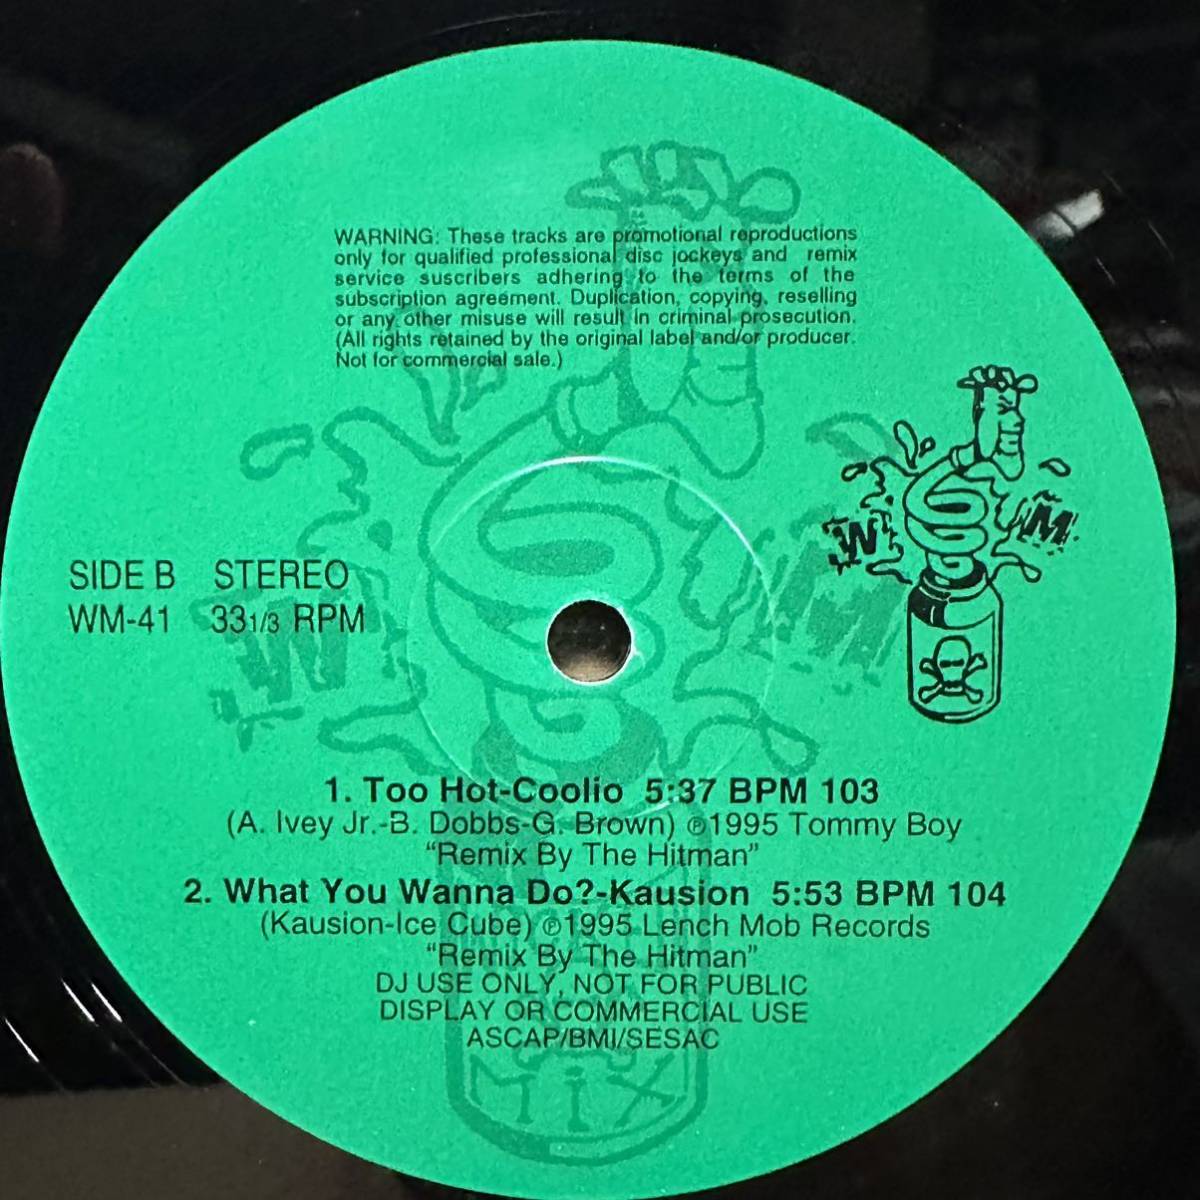 WARNING: These tracks are promotional reproductions
only for qualified professional disc jockeys and remix
service suscribers adhering to the terms of the
subscription agreement. Duplication, copying, reselling
or any other misuse will result in criminal prosecution.
(All rights retained by the original label and/or producer.
Not for commercial sale.)
W M
SIDE B STEREO
WM-41 33 1/3 RPM
W M
1. Too Hot-Coolio 5:37 BPM 103
(A. Ivey Jr.-B. Dobbs-G. Brown) ℗1995 Tommy Boy
“Remix By The Hitman”
2. What You Wanna Do?-Kausion 5:53 BPM 104
(Kausion-Ice Cube) ℗1995 Lench Mob Records
“Remix By The Hitman”
DJ USE ONLY, NOT FOR PUBLIC
DISPLAY OR COMMERCIAL USE
ASCAP/BMI/SESAC
MIX